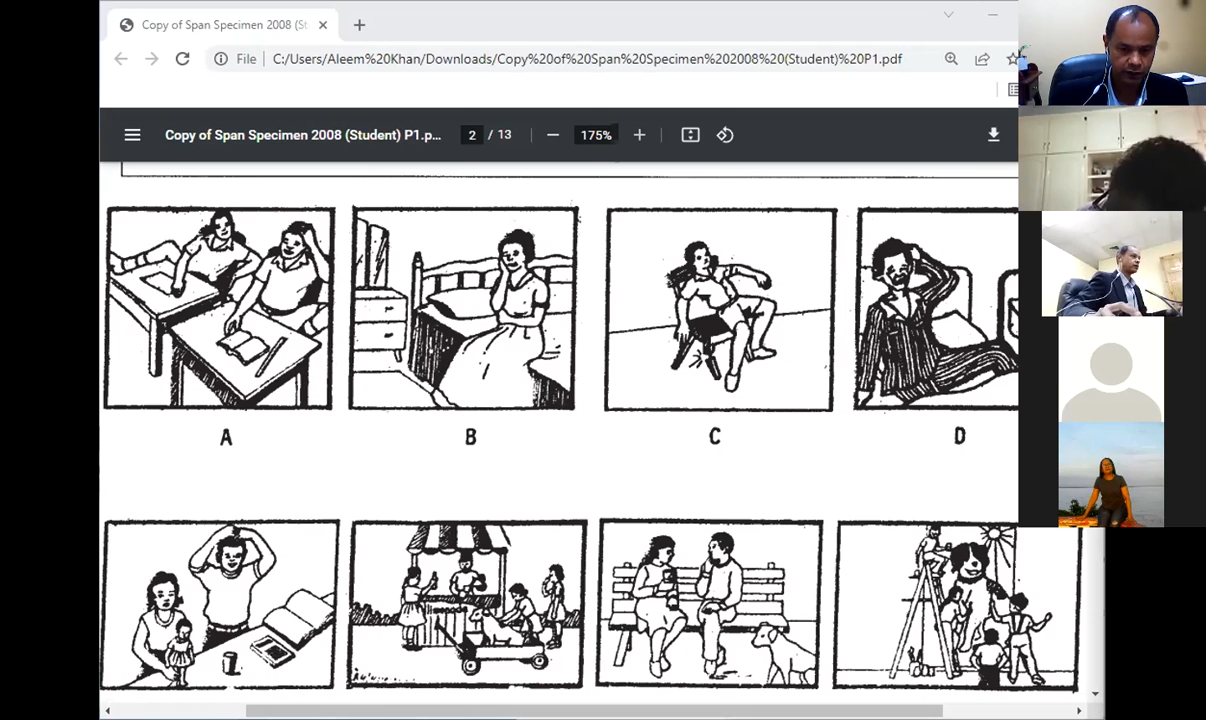 Copy of Span Specimen 2008 (St
File C:/Users/Aleem%20Khan/Downloads/Copy%20of%20Span%20Specimen%202008%20(Student)%20P1.pdf
Copy of Span Specimen 2008 (Student) P1.p... 2 / 13 175%
A B C D
limonada